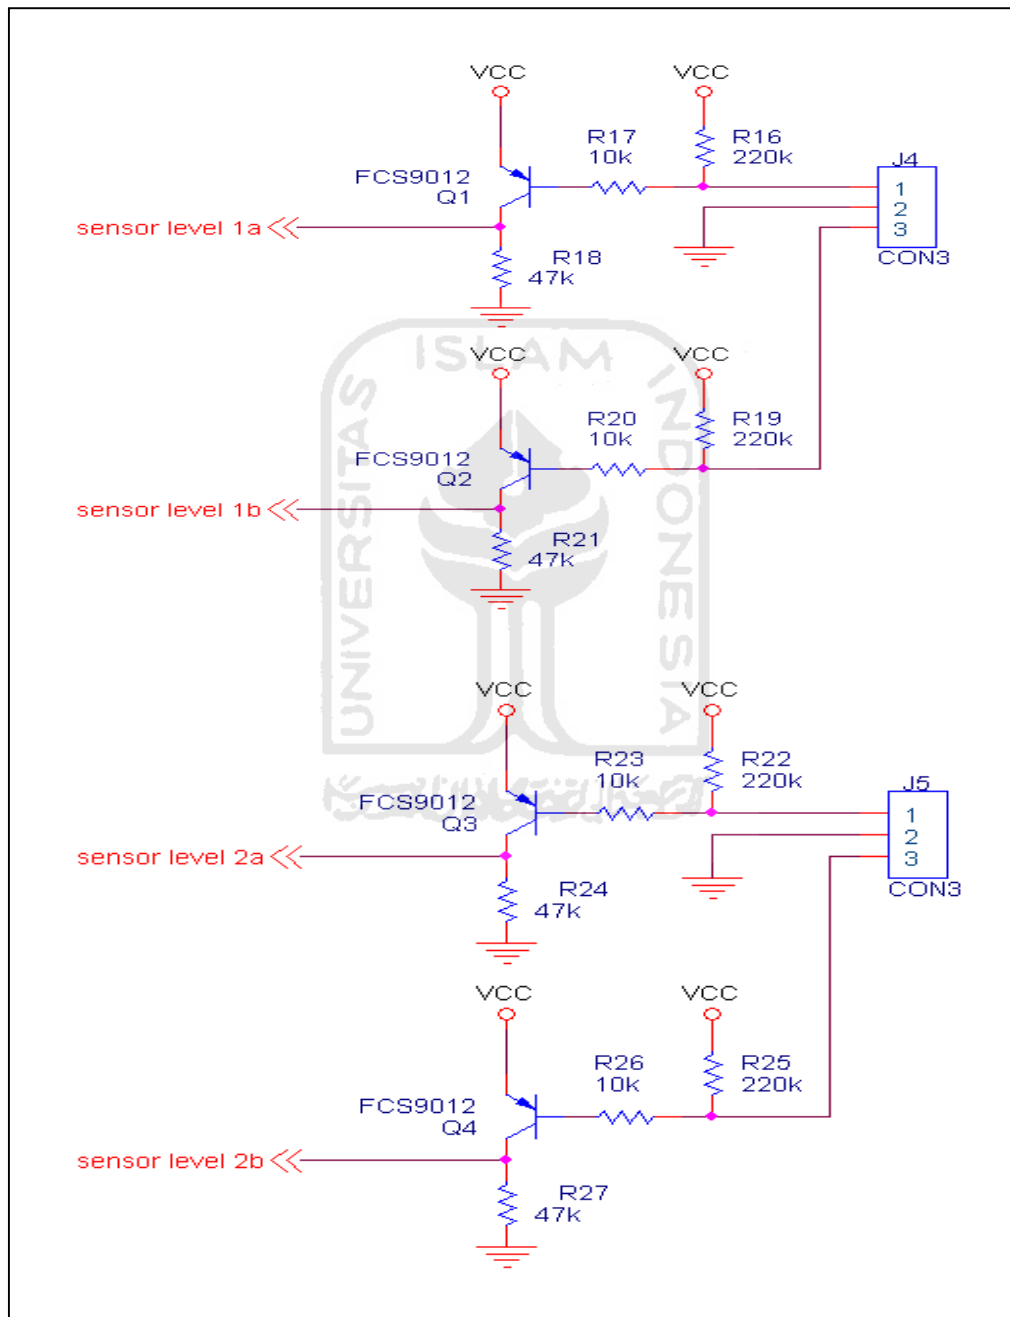 VCC VCC
R17 R16
10k 220k
J4
FCS9012
Q1
1
2
3
sensor level 1a
CON3
R18
47k
ISLAM
UNIVERSITAS
INDONESIA
VCC VCC
R20 R19
10k 220k
FCS9012
Q2
sensor level 1b
R21
47k
VCC VCC
R23 R22
10k 220k
J5
FCS9012
Q3
1
2
3
sensor level 2a
CON3
R24
47k
VCC VCC
R26 R25
10k 220k
FCS9012
Q4
sensor level 2b
R27
47k